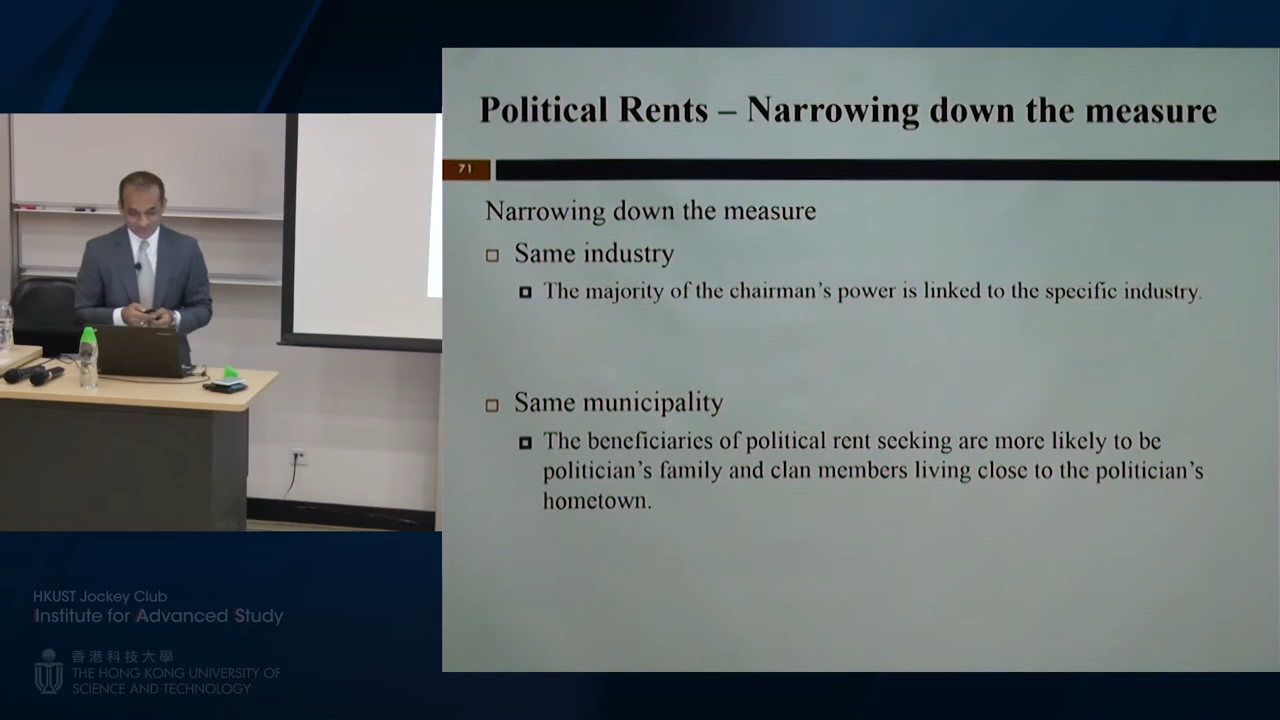 Political Rents – Narrowing down the measure
71
Narrowing down the measure
Same industry
The majority of the chairman's power is linked to the specific industry.
Same municipality
The beneficiaries of political rent seeking are more likely to be
politician's family and clan members living close to the politician's
hometown.
HKUST Jockey Club
Institute for Advanced Study
香港科技大學
THE HONG KONG UNIVERSITY OF
SCIENCE AND TECHNOLOGY